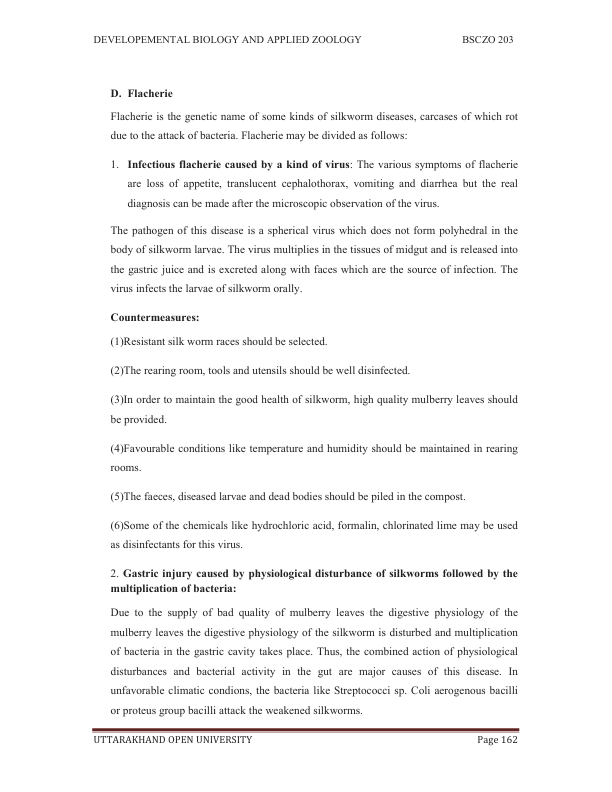 DEVELOPEMENTAL BIOLOGY AND APPLIED ZOOLOGY BSCZO 203
D. Flacherie
Flacherie is the genetic name of some kinds of silkworm diseases, carcases of which rot
due to the attack of bacteria. Flacherie may be divided as follows:
1. Infectious flacherie caused by a kind of virus: The various symptoms of flacherie
are loss of appetite, translucent cephalothorax, vomiting and diarrhea but the real
diagnosis can be made after the microscopic observation of the virus.
The pathogen of this disease is a spherical virus which does not form polyhedral in the
body of silkworm larvae. The virus multiplies in the tissues of midgut and is released into
the gastric juice and is excreted along with faces which are the source of infection. The
virus infects the larvae of silkworm orally.
Countermeasures:
(1)Resistant silk worm races should be selected.
(2)The rearing room, tools and utensils should be well disinfected.
(3)In order to maintain the good health of silkworm, high quality mulberry leaves should
be provided.
(4)Favourable conditions like temperature and humidity should be maintained in rearing
rooms.
(5)The faeces, diseased larvae and dead bodies should be piled in the compost.
(6)Some of the chemicals like hydrochloric acid, formalin, chlorinated lime may be used
as disinfectants for this virus.
2. Gastric injury caused by physiological disturbance of silkworms followed by the
multiplication of bacteria:
Due to the supply of bad quality of mulberry leaves the digestive physiology of the
mulberry leaves the digestive physiology of the silkworm is disturbed and multiplication
of bacteria in the gastric cavity takes place. Thus, the combined action of physiological
disturbances and bacterial activity in the gut are major causes of this disease. In
unfavorable climatic condions, the bacteria like Streptococci sp. Coli aerogenous bacilli
or proteus group bacilli attack the weakened silkworms.
UTTARAKHAND OPEN UNIVERSITY Page 162